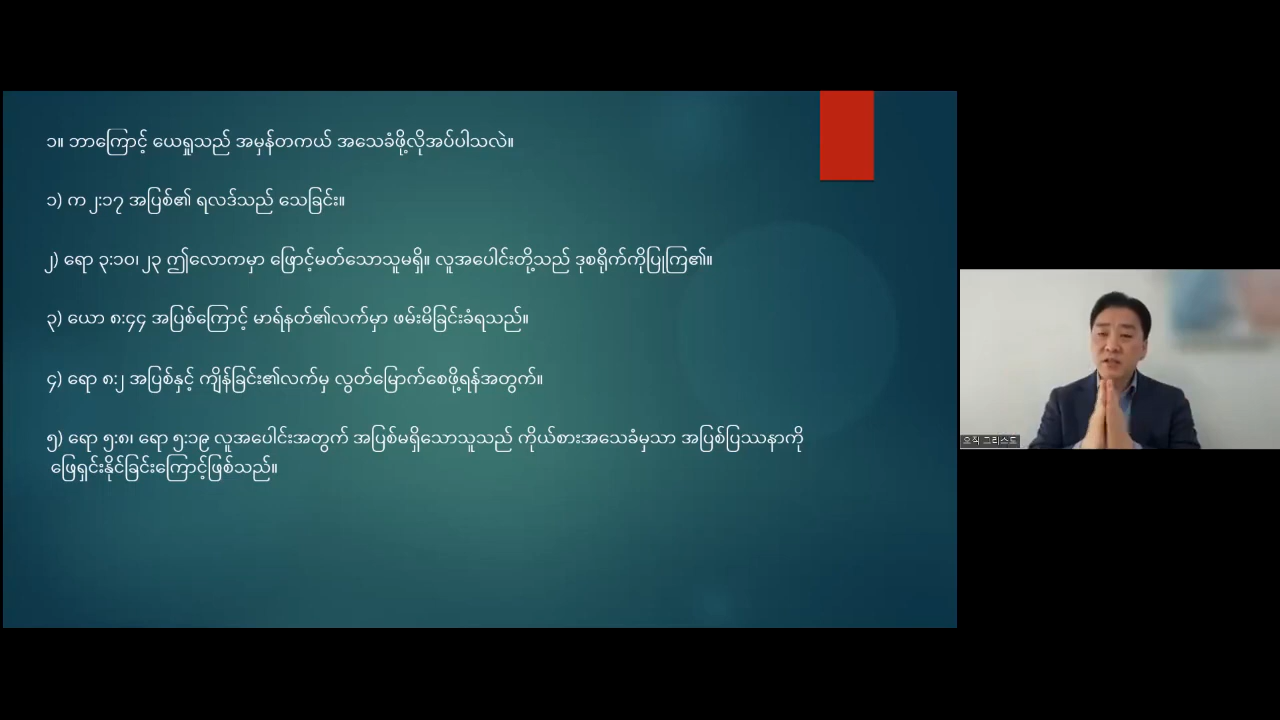 ၁။ ဘာကြောင့် ယေရှုသည် အမှန်တကယ် အသေခံဖို့လိုအပ်ပါသလဲ။
၁) က ၂:၁၇ အပြစ်၏ ရလဒ်သည် သေခြင်း။
၂) ရော ၃:၁၀၊၂၃ ဤလောကမှာ ဖြောင့်မတ်သောသူမရှိ။ လူအပေါင်းတို့သည် ဒုစရိုက်ကိုပြုကြ၏။
၃) ယော ၈:၄၄ အပြစ်ကြောင့် မာရ်နတ်၏လက်မှာ ဖမ်းမိခြင်းခံရသည်။
၄) ရော ၈:၂ အပြစ်နှင့် ကျိန်ခြင်း၏လက်မှ လွတ်မြောက်စေဖို့ရန်အတွက်။
၅) ရော ၅:၈၊ ရော ၅:၁၉ လူအပေါင်းအတွက် အပြစ်မရှိသောသူသည် ကိုယ်စားအသေခံမှသာ အပြစ်ပြဿနာကို
ဖြေရှင်းနိုင်ခြင်းကြောင့်ဖြစ်သည်။
오직 그리스도